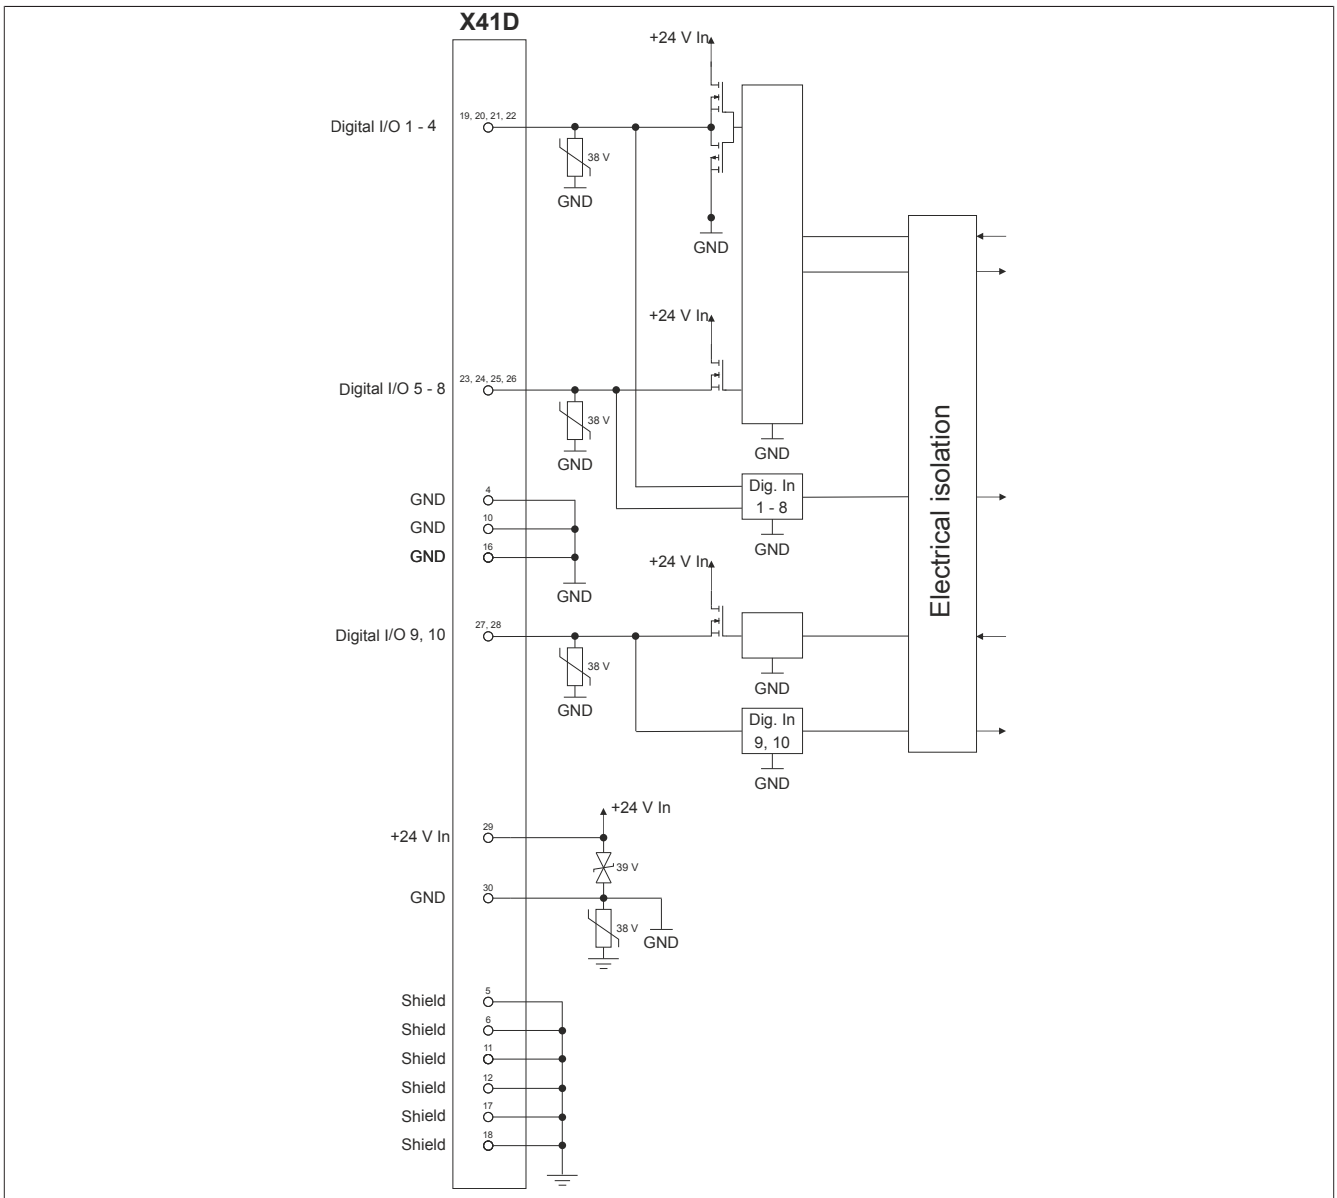 X41D
+24 V In
Digital I/O 1 - 4
19, 20, 21, 22
38 V
GND
GND
+24 V In
Digital I/O 5 - 8
23, 24, 25, 26
38 V
GND
GND
Electrical isolation
Dig. In
1 - 8
GND
GND
4
GND
10
GND
16
GND
+24 V In
Digital I/O 9, 10
27, 28
38 V
GND
GND
Dig. In
9, 10
GND
+24 V In
+24 V In
29
39 V
GND
30
38 V
GND
Shield
5
Shield
6
Shield
11
Shield
12
Shield
17
Shield
18